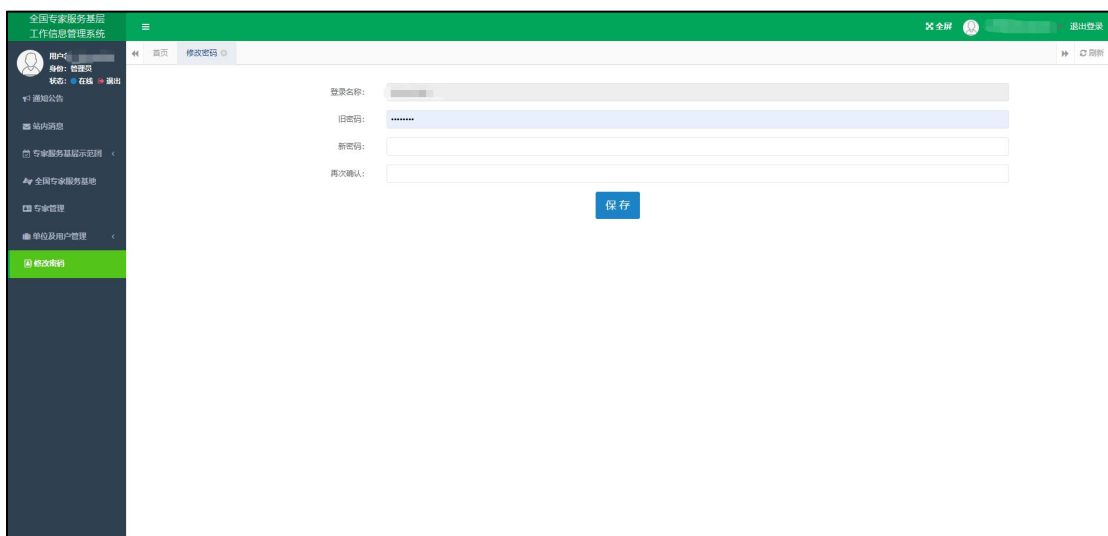 全国专家服务基层
工作信息管理系统
全屏
退出登录
用户名
身份: 管理员
状态: 在线 退出
首页
修改密码
刷新
通知公告
站内消息
专家服务基层示范团
全国专家服务基地
专家管理
单位及用户管理
修改密码
登录名称:
旧密码:
••••••••
新密码:
再次确认:
保存